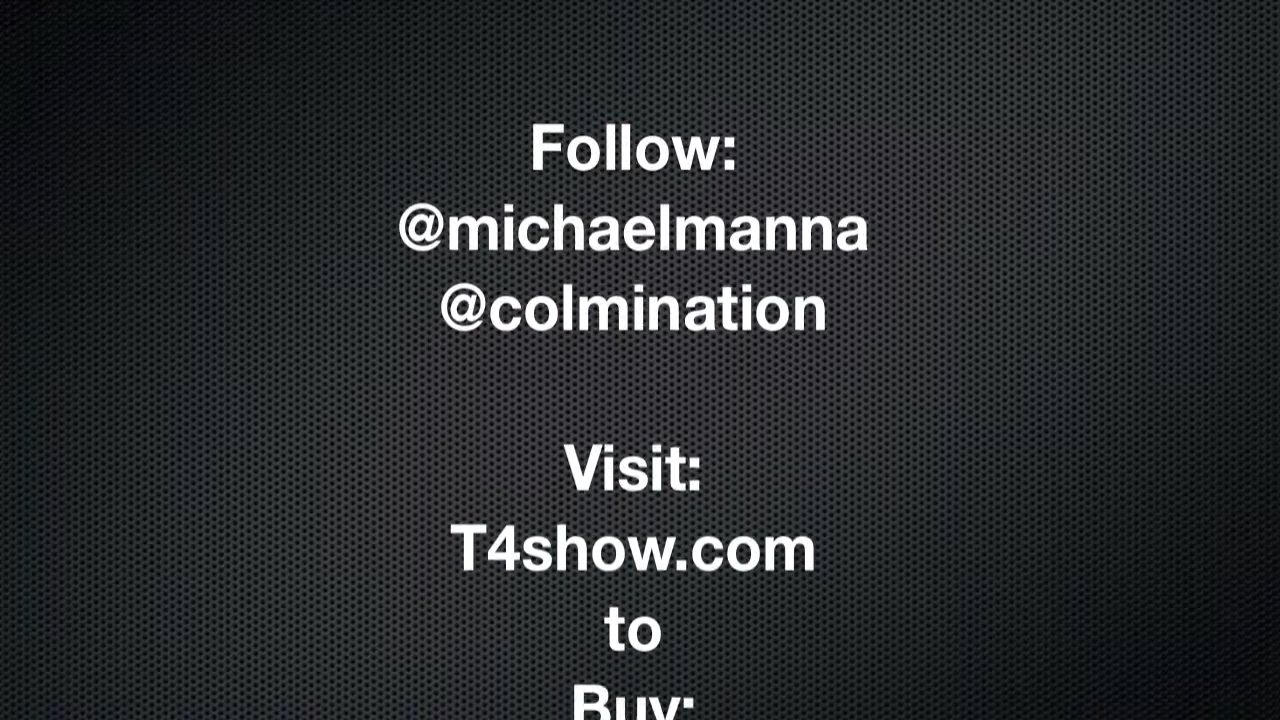 Follow:
@michaelmanna
@colmination
Visit:
T4show.com
to
Buy: